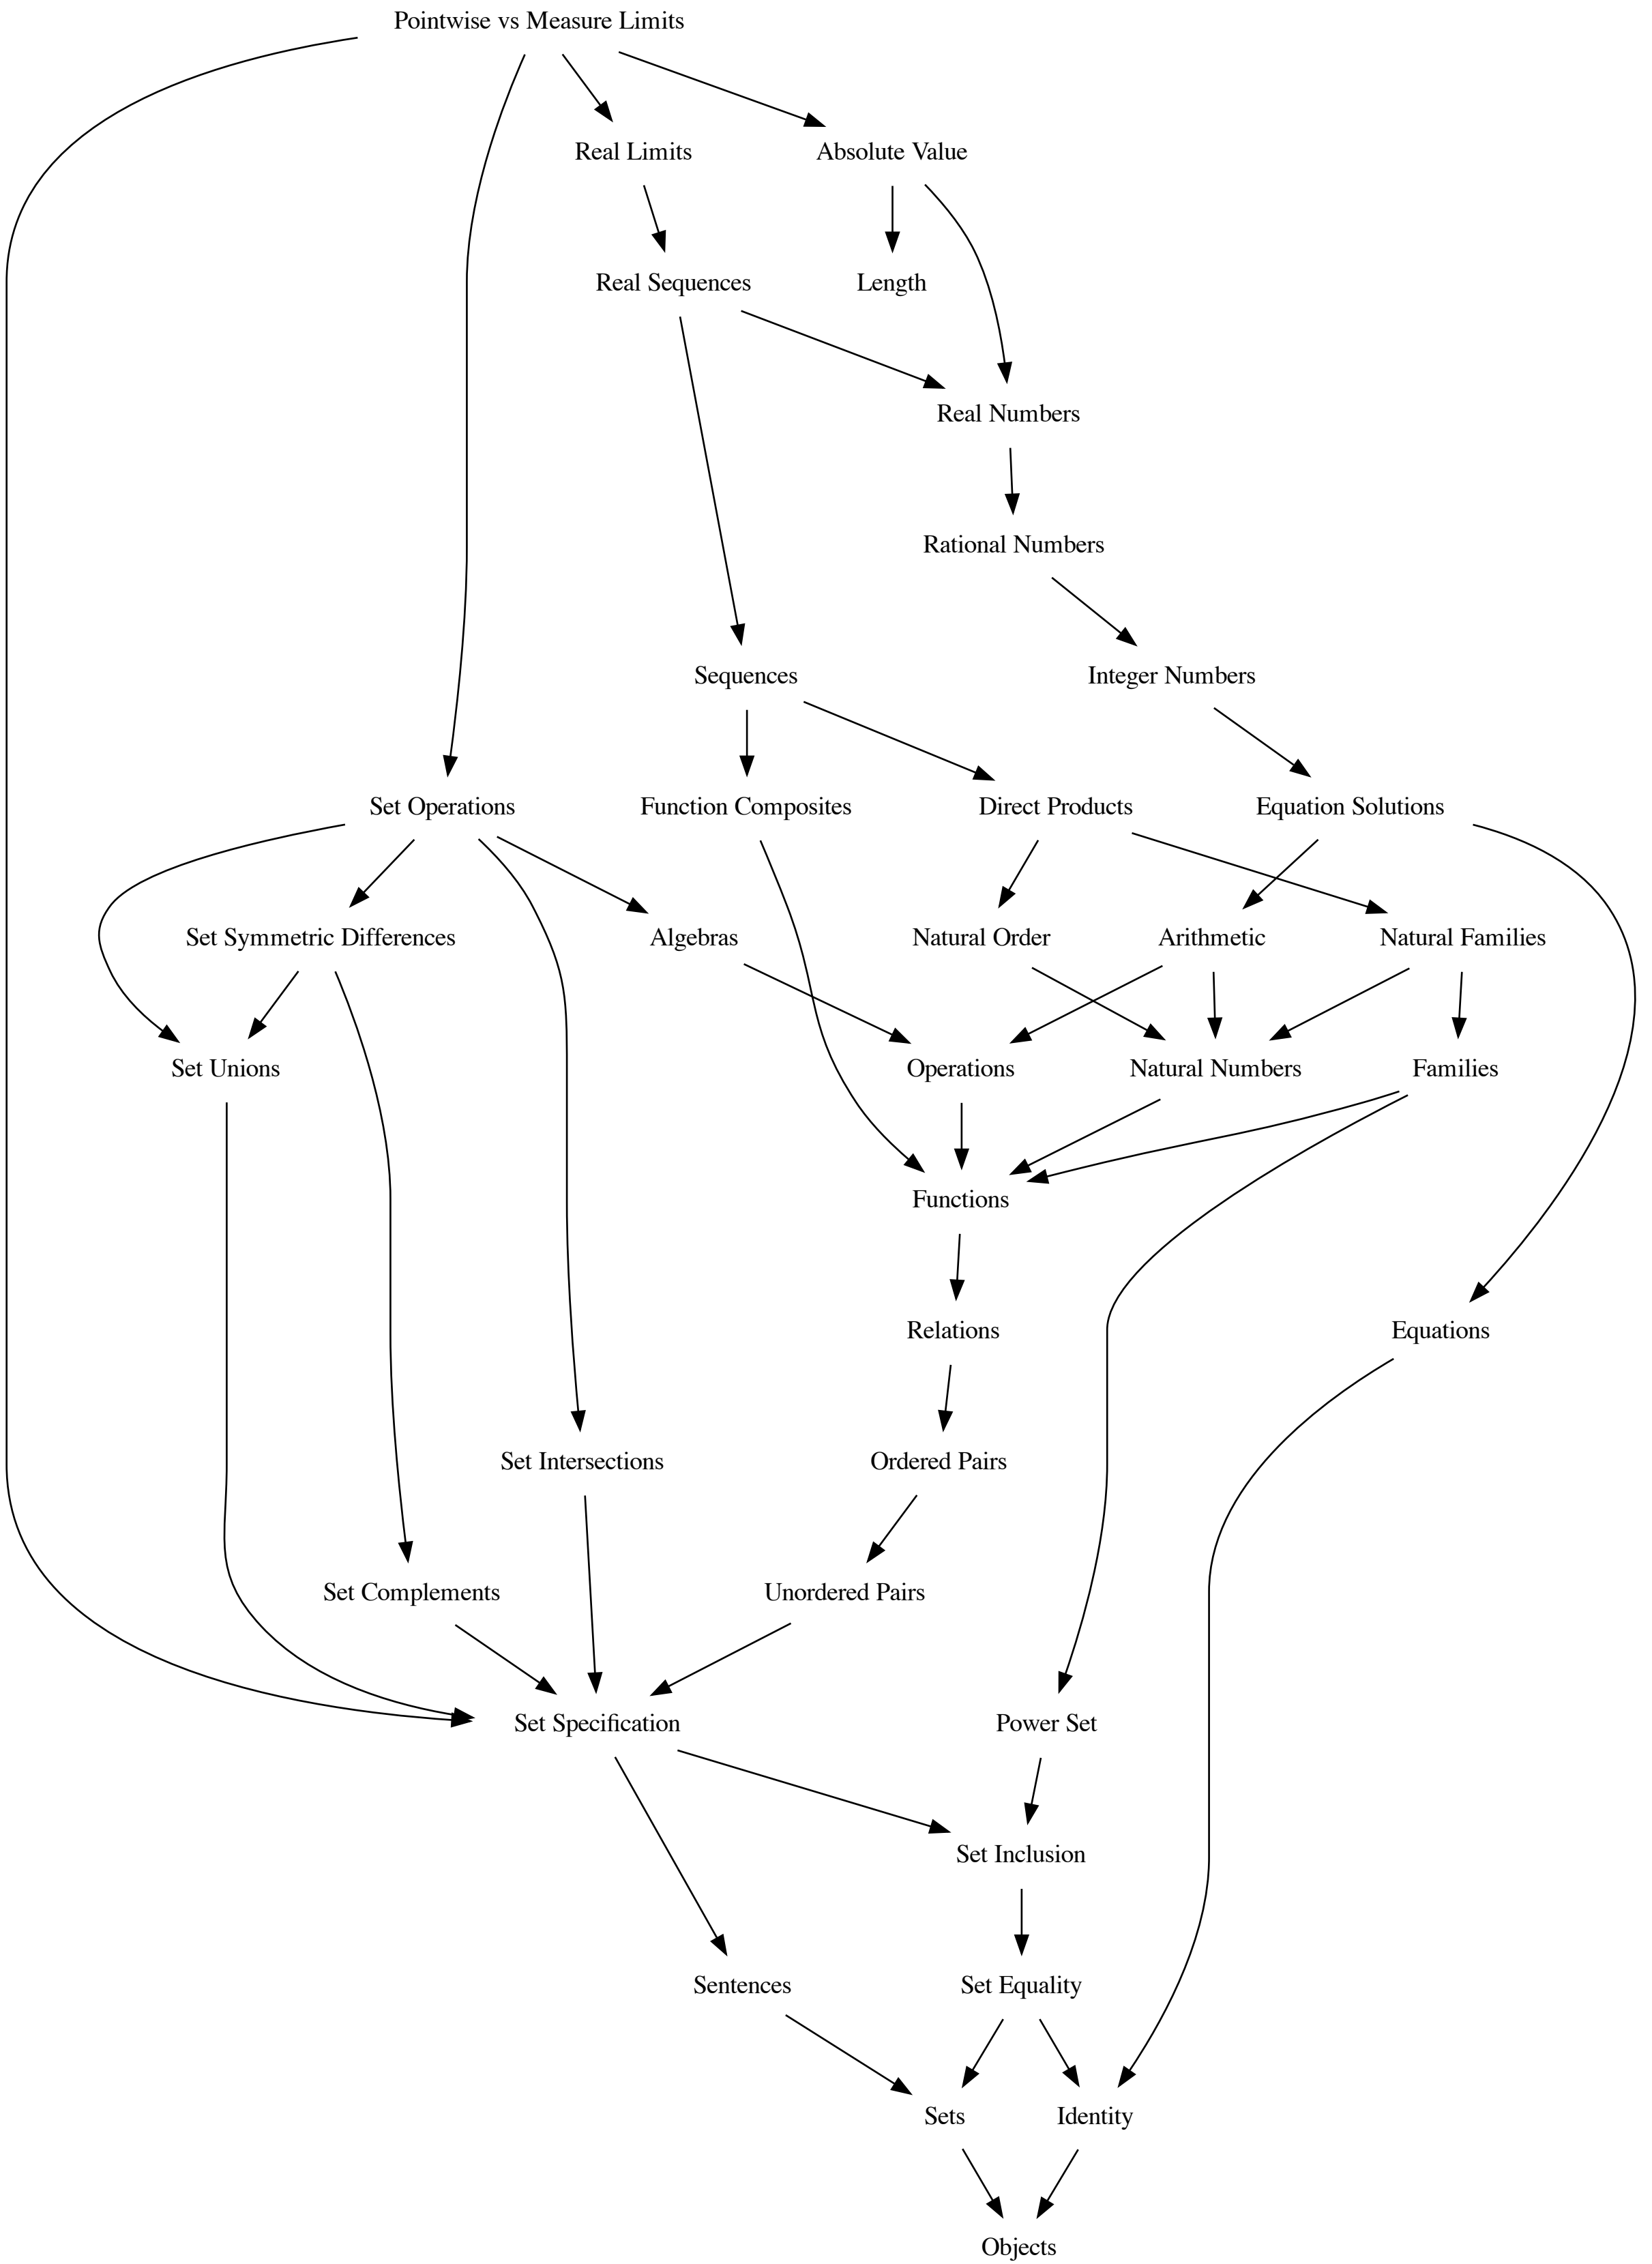 Pointwise vs Measure Limits
Real Limits
Absolute Value
Real Sequences
Length
Real Numbers
Rational Numbers
Sequences
Integer Numbers
Set Operations
Function Composites
Direct Products
Equation Solutions
Set Symmetric Differences
Algebras
Natural Order
Arithmetic
Natural Families
Set Unions
Operations
Natural Numbers
Families
Functions
Relations
Equations
Set Intersections
Ordered Pairs
Set Complements
Unordered Pairs
Set Specification
Power Set
Set Inclusion
Sentences
Set Equality
Sets
Identity
Objects